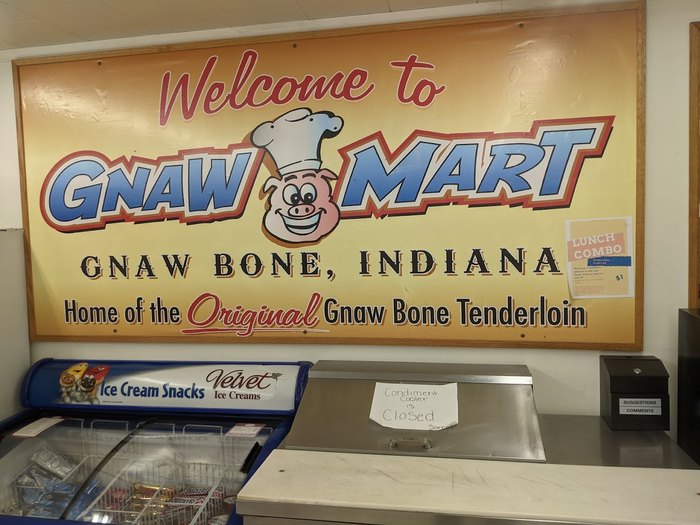 Welcome to
GNAW MART
GNAW BONE, INDIANA
Home of the Original Gnaw Bone Tenderloin
LUNCH
COMBO
$1
Ice Cream Snacks
Velvet
Ice Creams
Condiment
Cooler
is
Closed
SUGGESTIONS
COMMENTS